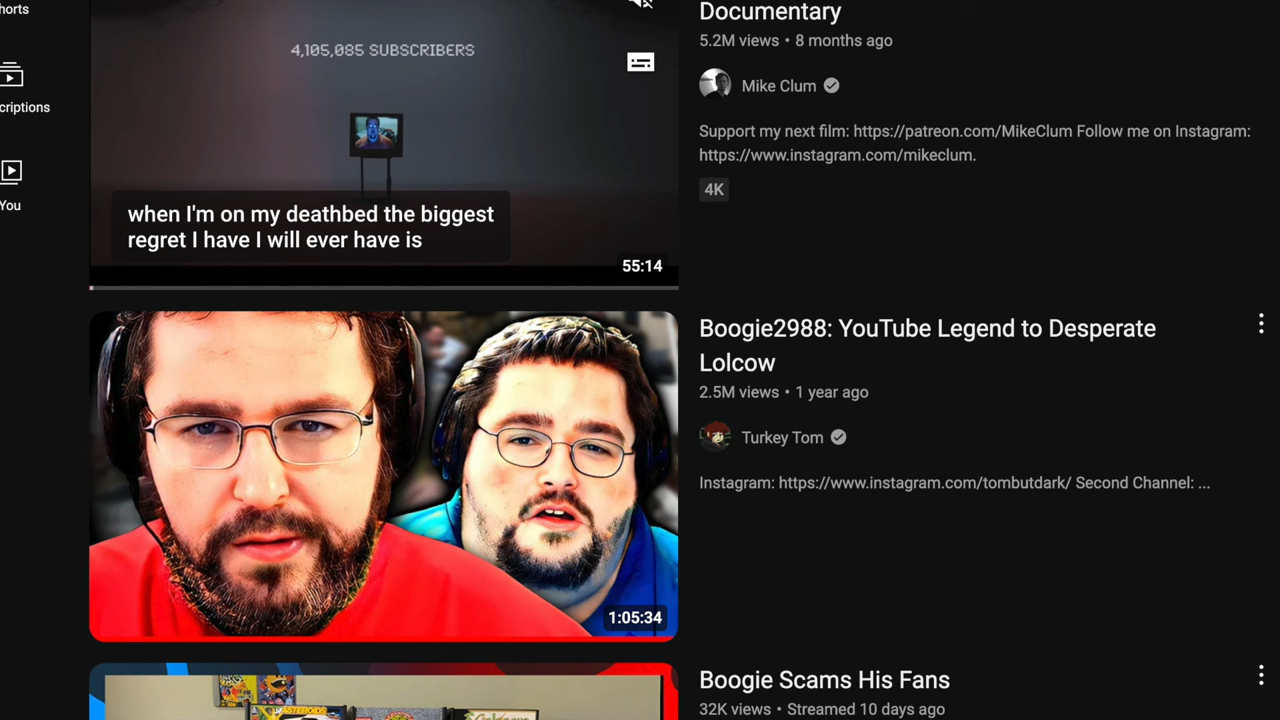 horts
criptions
You
4,105,085 SUBSCRIBERS
when I'm on my deathbed the biggest
regret I have I will ever have is
55:14
Documentary
5.2M views • 8 months ago
Mike Clum
Support my next film: https://patreon.com/MikeClum Follow me on Instagram:
https://www.instagram.com/mikeclum.
4K
1:05:34
Boogie2988: YouTube Legend to Desperate
Lolcow
2.5M views • 1 year ago
Turkey Tom
Instagram: https://www.instagram.com/tombutdark/ Second Channel: ...
ASTEROIDS
Boogie Scams His Fans
32K views • Streamed 10 days ago